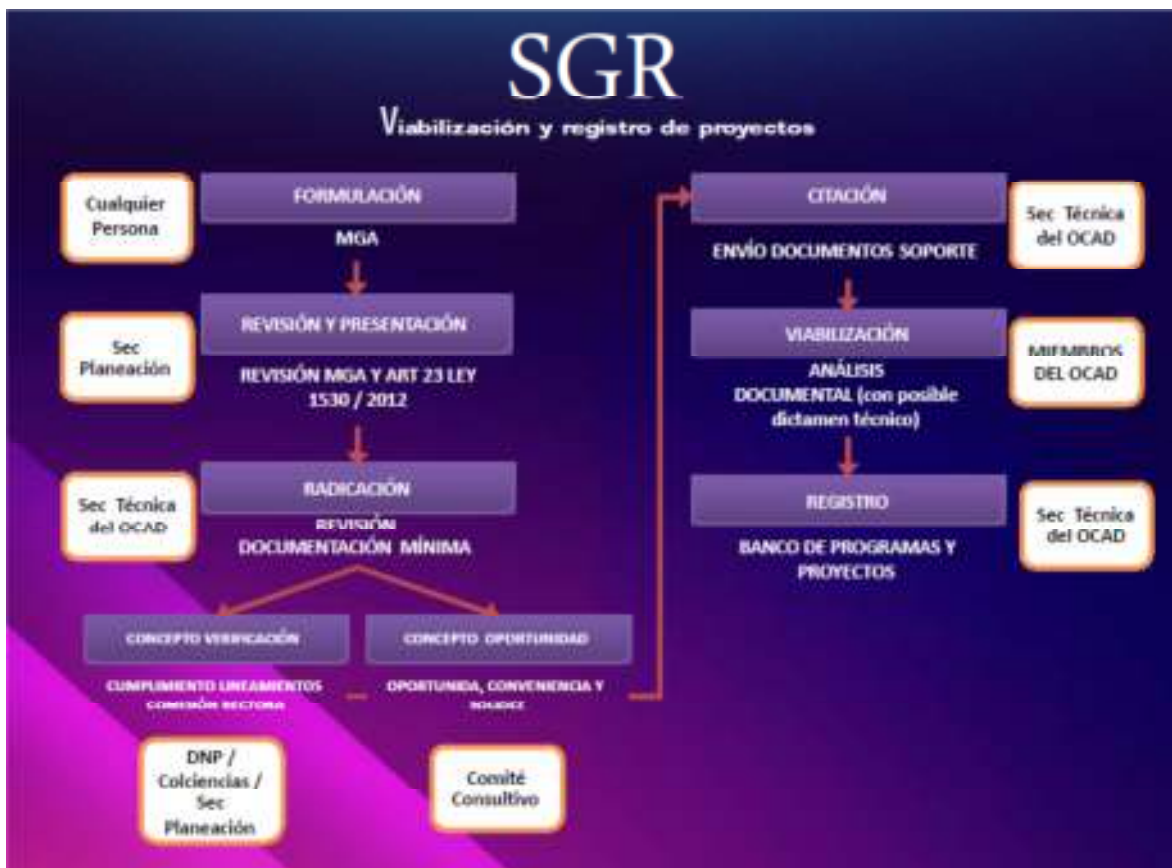 SGR
Viabilización y registro de proyectos
Cualquier
Persona
FORMULACIÓN
MGA
Sec
Planeación
REVISIÓN Y PRESENTACIÓN
REVISIÓN MGA Y ART 23 LEY
1530 / 2012
Sec Técnica
del OCAD
RADICACIÓN
REVISIÓN
DOCUMENTACIÓN MÍNIMA
CONCEPTO VERIFICACIÓN
CUMPLIMIENTO LINEAMIENTOS
COMISIÓN RECTORA
DNP /
Colciencias /
Sec
Planeación
CONCEPTO OPORTUNIDAD
OPORTUNIDA, CONVENIENCIA Y
Comité
Consultivo
CITACIÓN
ENVÍO DOCUMENTOS SOPORTE
Sec Técnica
del OCAD
VIABILIZACIÓN
ANÁLISIS
DOCUMENTAL (con posible
dictamen técnico)
MIEMBROS
DEL OCAD
REGISTRO
BANCO DE PROGRAMAS Y
PROYECTOS
Sec Técnica
del OCAD